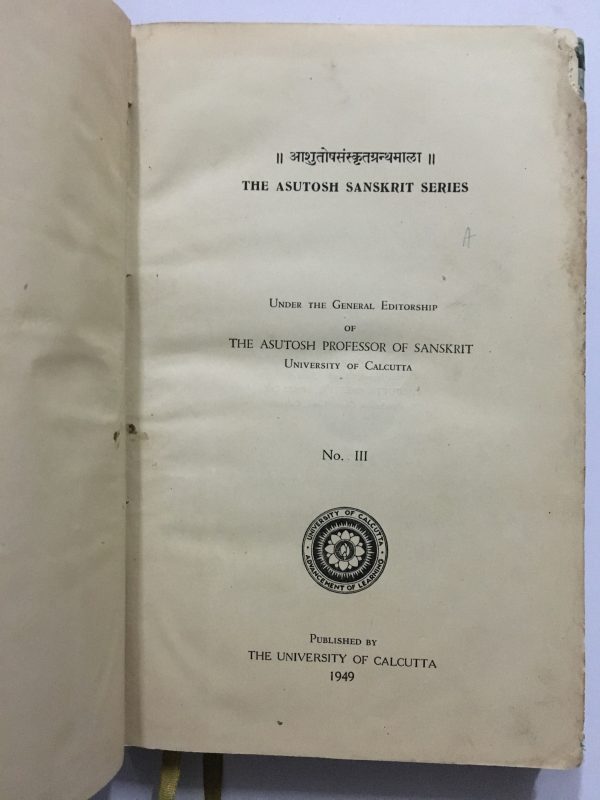 ॥ आशुतोषसंस्कृतग्रन्थमाला ॥
THE ASUTOSH SANSKRIT SERIES
A
UNDER THE GENERAL EDITORSHIP
OF
THE ASUTOSH PROFESSOR OF SANSKRIT
UNIVERSITY OF CALCUTTA
No. III
UNIVERSITY OF CALCUTTA
ADVANCEMENT OF LEARNING
PUBLISHED BY
THE UNIVERSITY OF CALCUTTA
1949